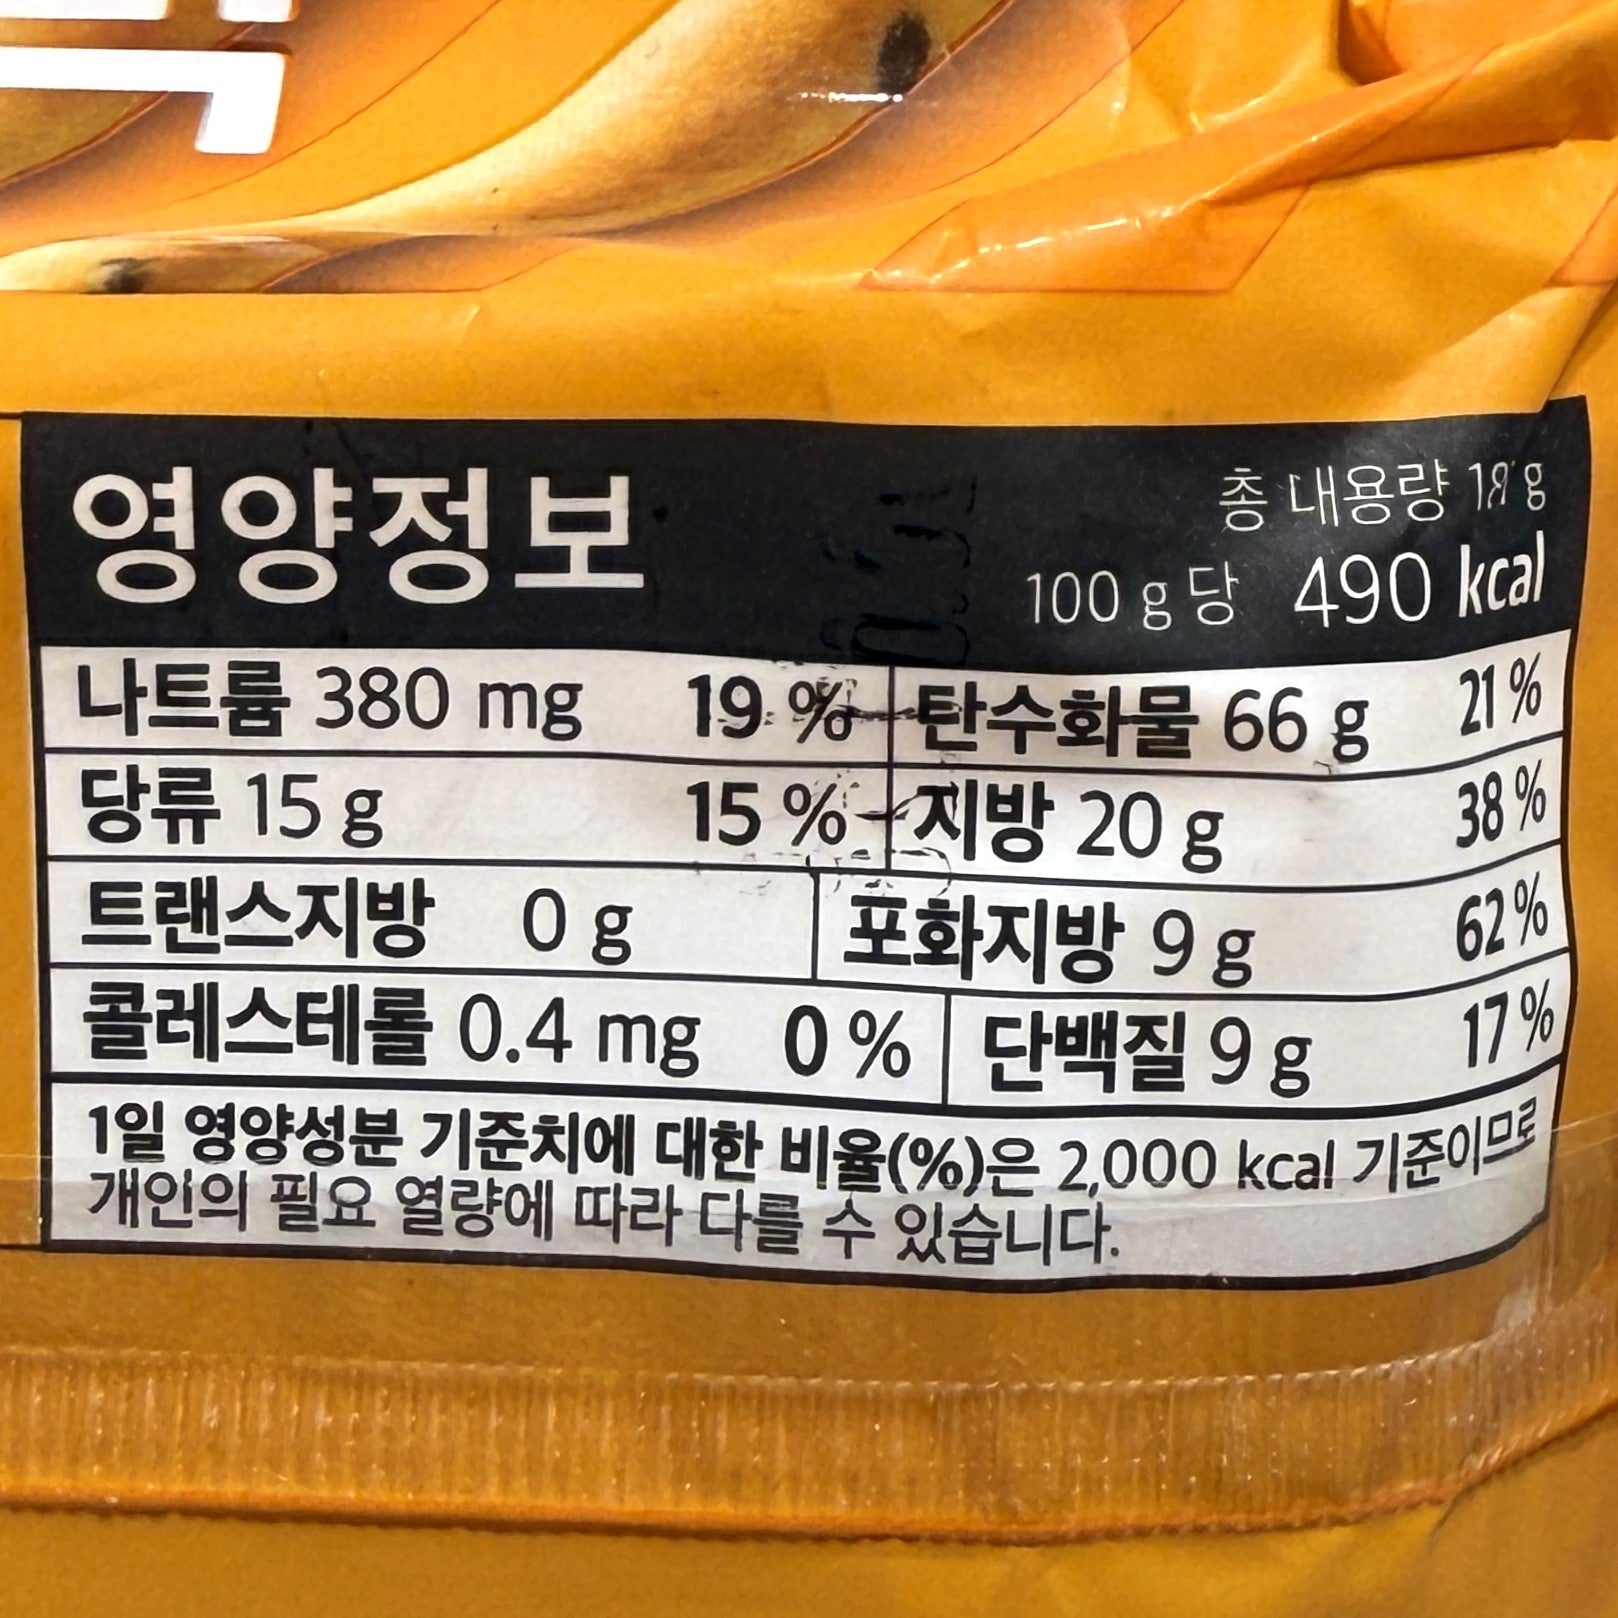 영양정보
총 내용량
100 g 당 490 kcal
나트륨 380 mg 19 % 탄수화물 66 g 21 %
당류 15 g 15 % 지방 20 g 38 %
트랜스지방 0 g 포화지방 9 g 62 %
콜레스테롤 0.4 mg 0 % 단백질 9 g 17 %
1일 영양성분 기준치에 대한 비율(%)은 2,000 kcal 기준이므로
개인의 필요 열량에 따라 다를 수 있습니다.